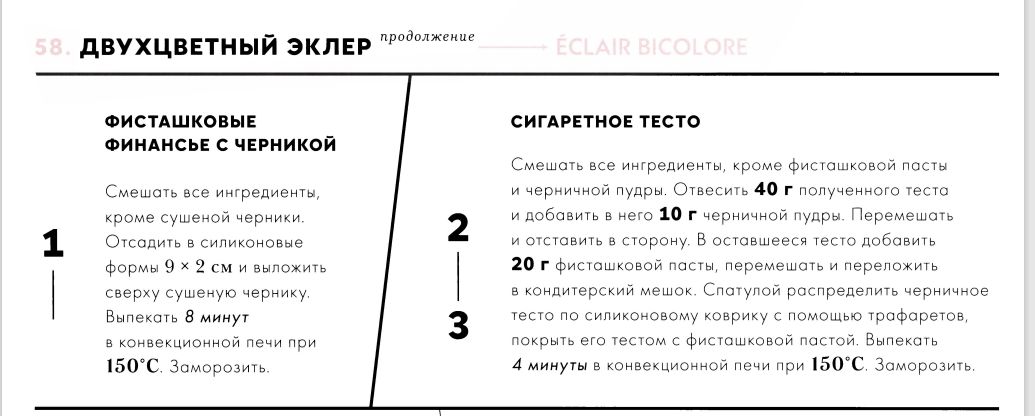 58. ДВУХЦВЕТНЫЙ ЭКЛЕР продолжение ÉCLAIR BICOLORE
ФИСТАШКОВЫЕ
ФИНАНСЬЕ С ЧЕРНИКОЙ
1
Смешать все ингредиенты,
кроме сушеной черники.
Отсадить в силиконовые
формы 9 × 2 см и выложить
сверху сушеную чернику.
Выпекать 8 минут
в конвекционной печи при
150°C. Заморозить.
СИГАРЕТНОЕ ТЕСТО
2
3
Смешать все ингредиенты, кроме фисташковой пасты
и черничной пудры. Отвесить 40 г полученного теста
и добавить в него 10 г черничной пудры. Перемешать
и отставить в сторону. В оставшееся тесто добавить
20 г фисташковой пасты, перемешать и переложить
в кондитерский мешок. Спатулой распределить черничное
тесто по силиконовому коврику с помощью трафаретов,
покрыть его тестом с фисташковой пастой. Выпекать
4 минуты в конвекционной печи при 150°C. Заморозить.